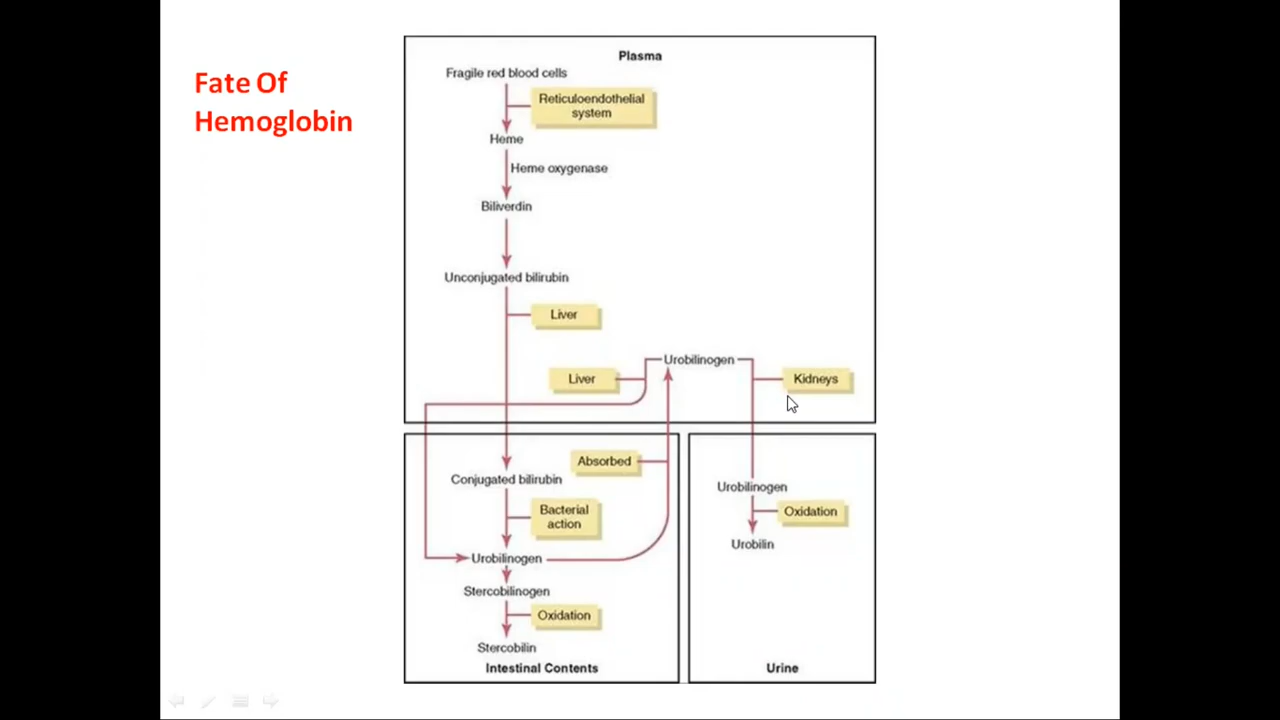 Fate Of
Hemoglobin
Plasma
Fragile red blood cells
Reticuloendothelial
system
Heme
Heme oxygenase
Biliverdin
Unconjugated bilirubin
Liver
Urobilinogen
Liver
Kidneys
Absorbed
Conjugated bilirubin
Bacterial
action
Urobilinogen
Stercobilinogen
Oxidation
Stercobilin
Intestinal Contents
Urobilinogen
Oxidation
Urobilin
Urine